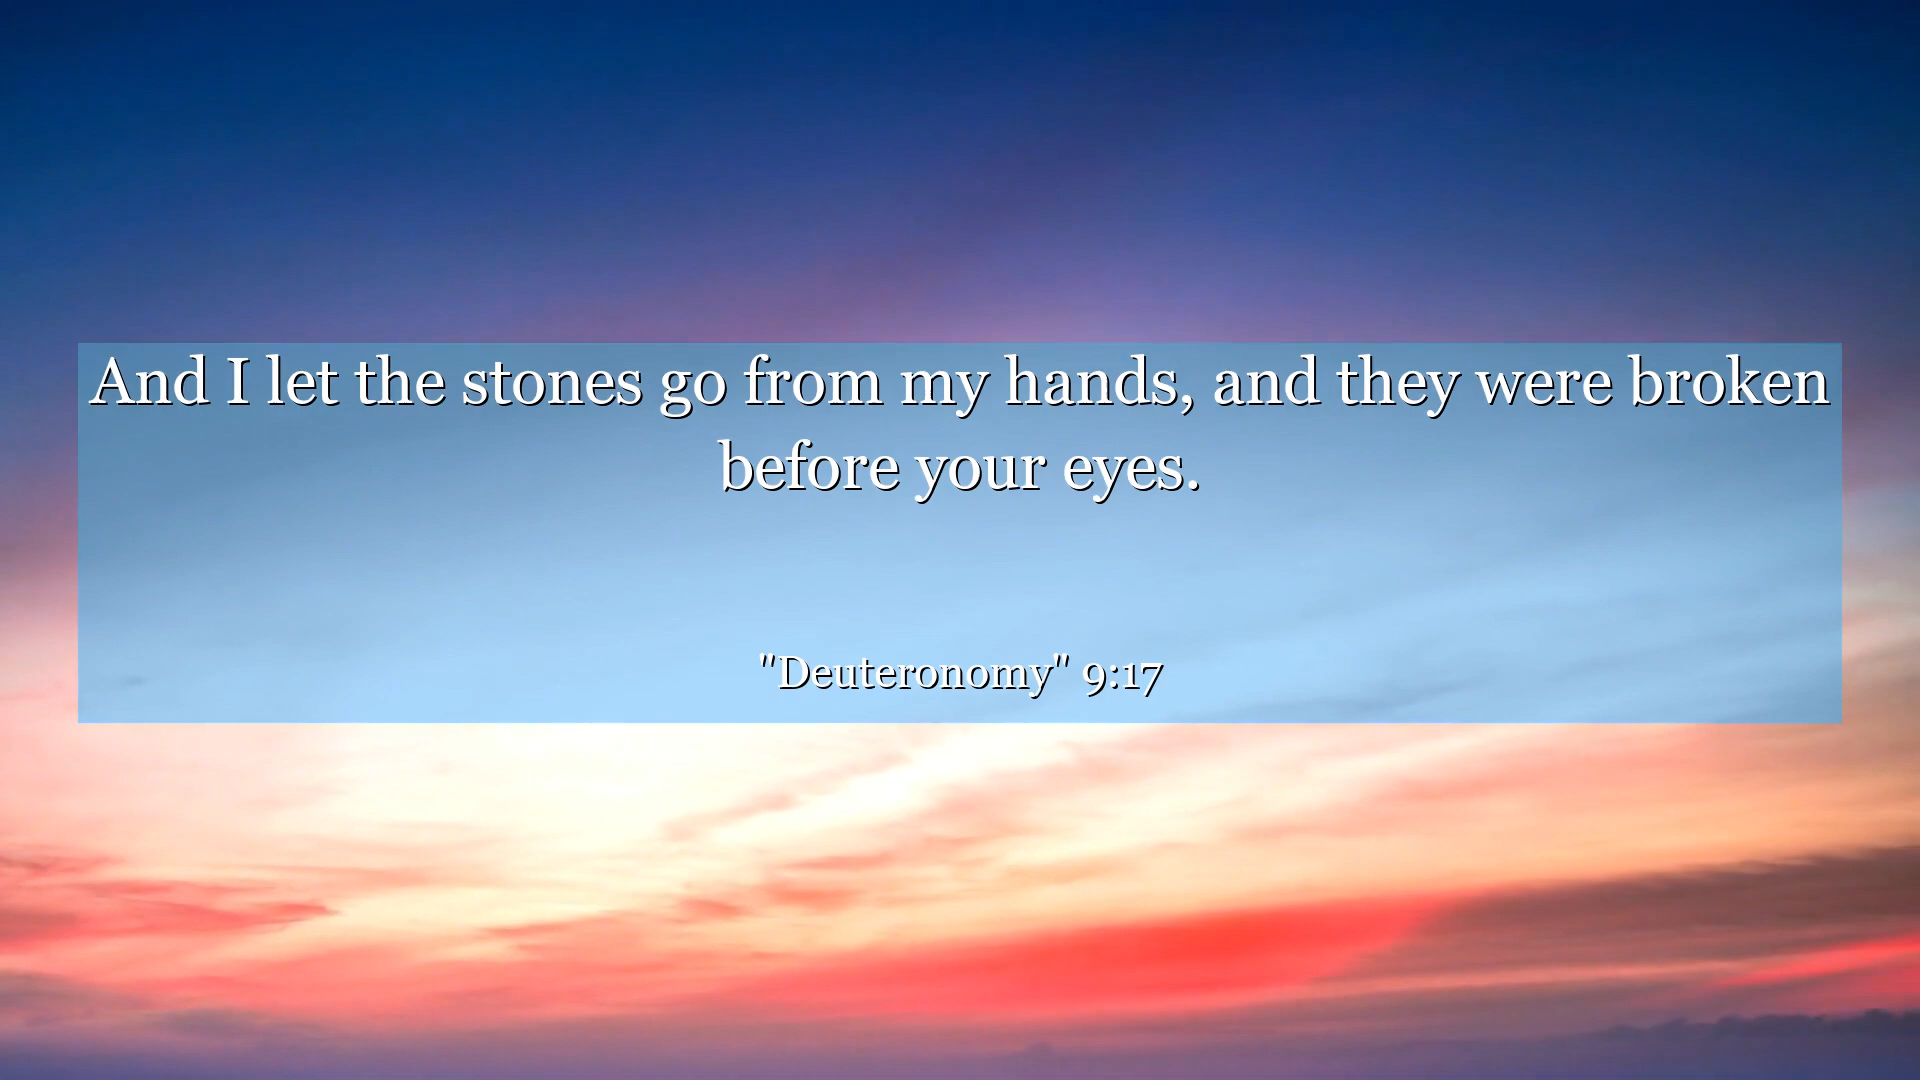 And I let the stones go from my hands, and they were broken
before your eyes.
"Deuteronomy" 9:17